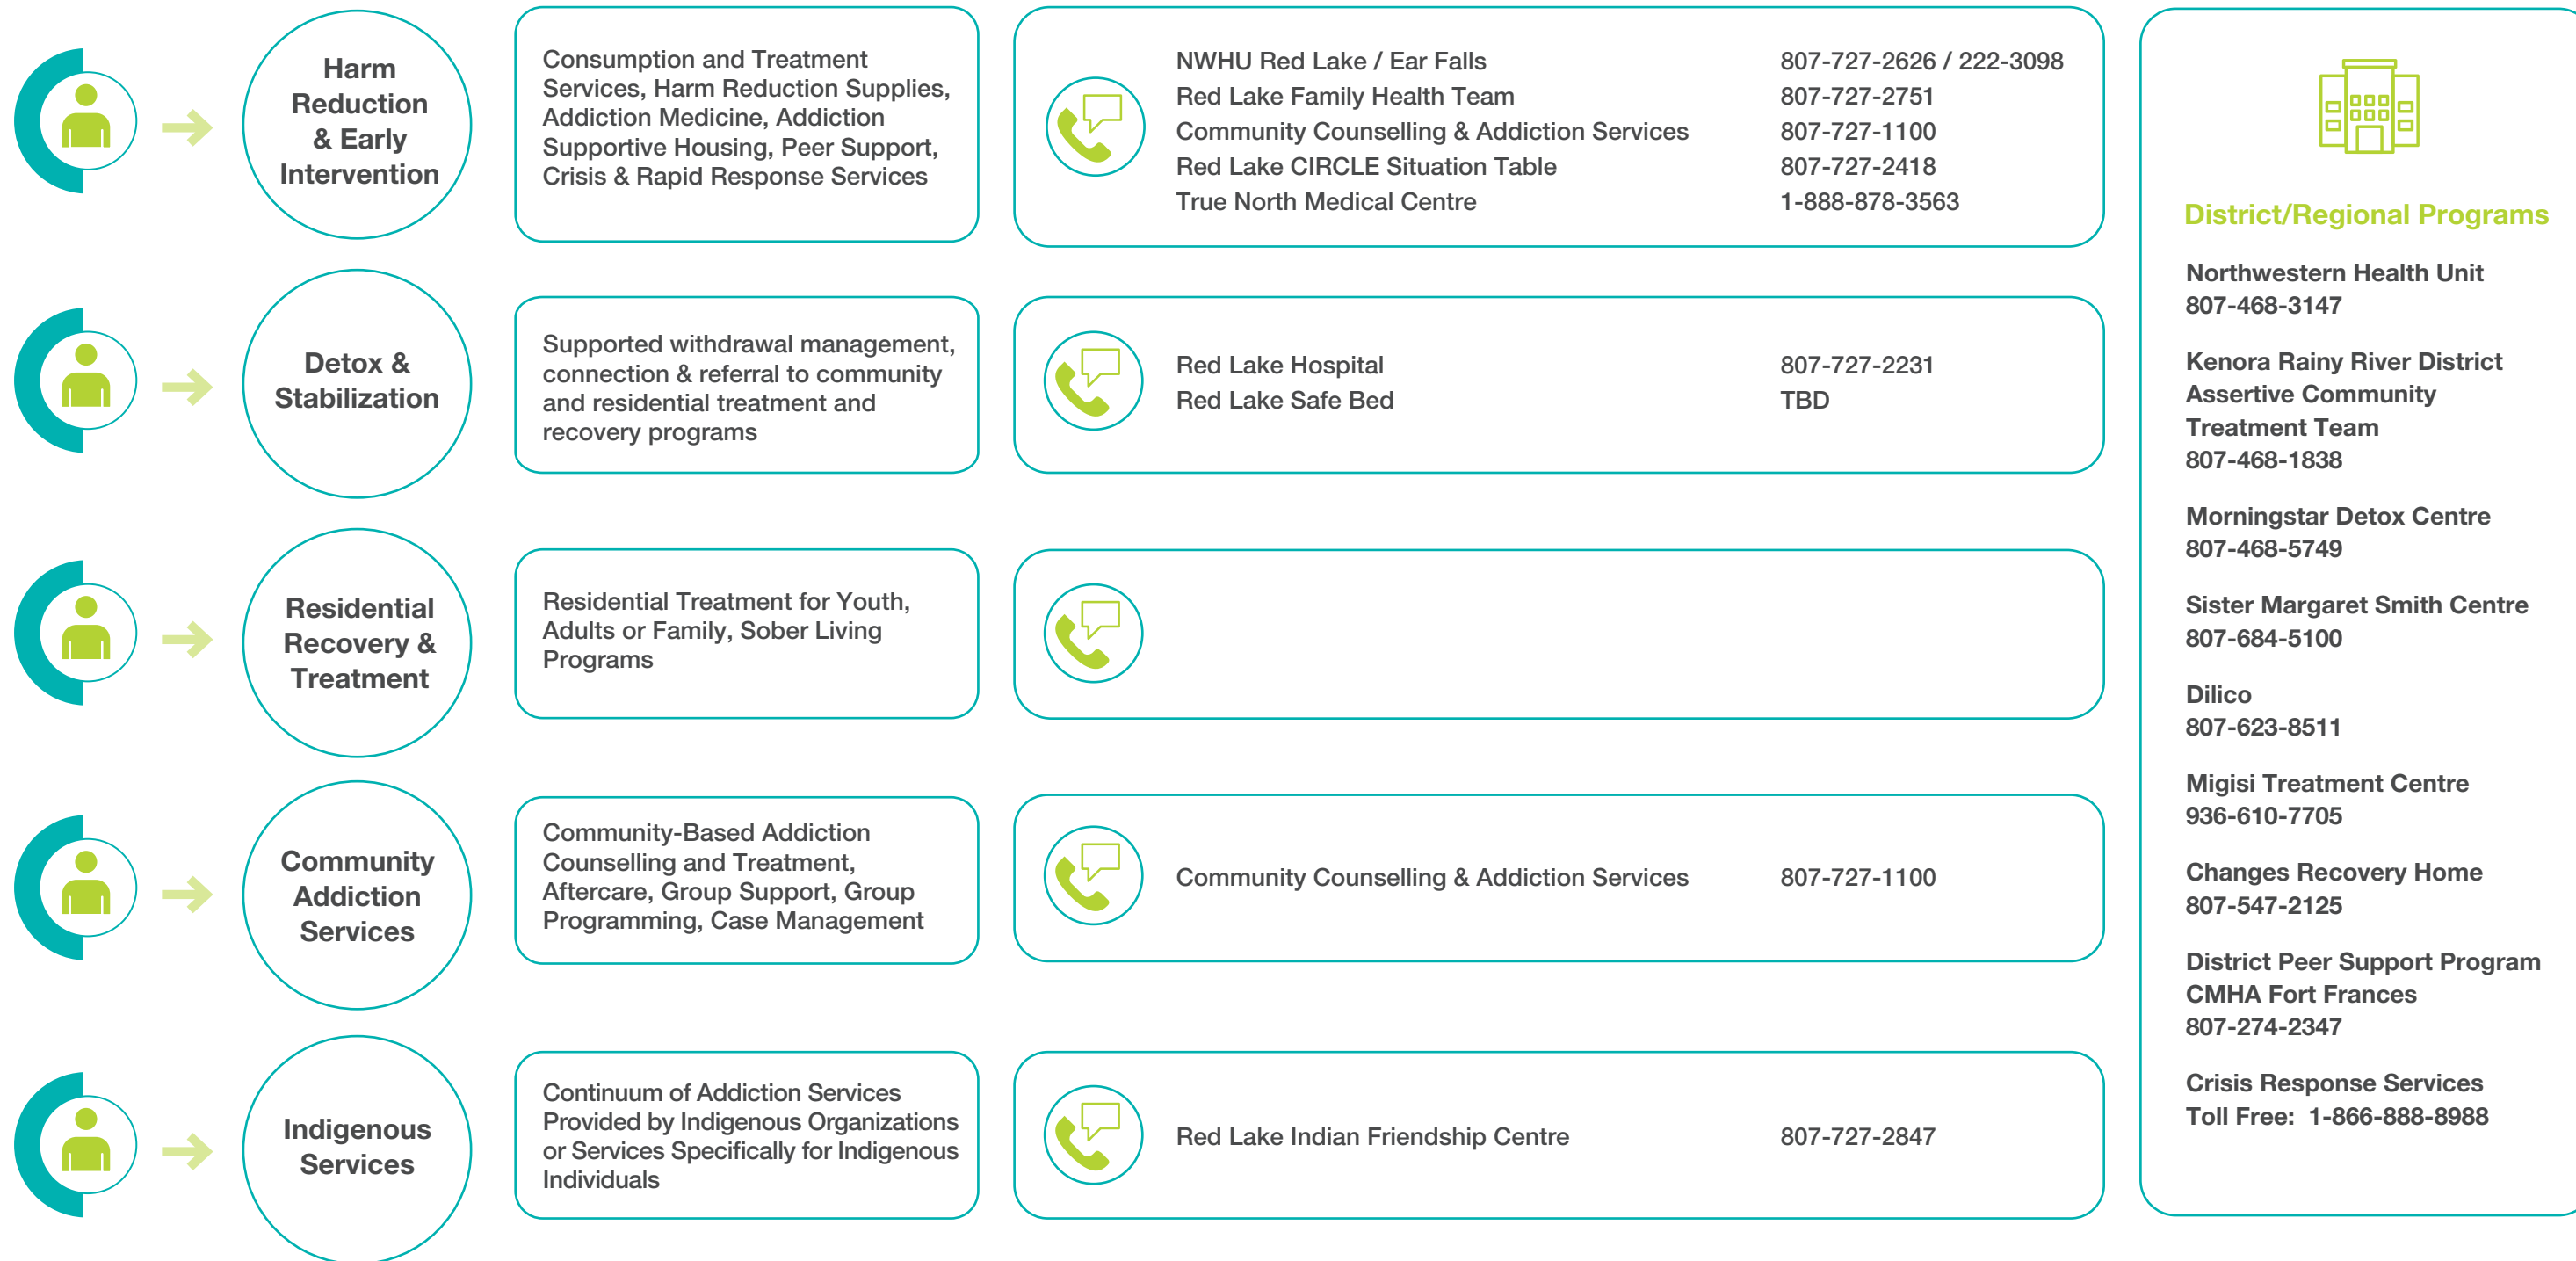 Harm
Reduction
& Early
Intervention
Consumption and Treatment
Services, Harm Reduction Supplies,
Addiction Medicine, Addiction
Supportive Housing, Peer Support,
Crisis & Rapid Response Services
NWHU Red Lake / Ear Falls 807-727-2626 / 222-3098
Red Lake Family Health Team 807-727-2751
Community Counselling & Addiction Services 807-727-1100
Red Lake CIRCLE Situation Table 807-727-2418
True North Medical Centre 1-888-878-3563
Detox &
Stabilization
Supported withdrawal management,
connection & referral to community
and residential treatment and
recovery programs
Red Lake Hospital 807-727-2231
Red Lake Safe Bed TBD
Residential
Recovery &
Treatment
Residential Treatment for Youth,
Adults or Family, Sober Living
Programs
Community
Addiction
Services
Community-Based Addiction
Counselling and Treatment,
Aftercare, Group Support, Group
Programming, Case Management
Community Counselling & Addiction Services 807-727-1100
Indigenous
Services
Continuum of Addiction Services
Provided by Indigenous Organizations
or Services Specifically for Indigenous
Individuals
Red Lake Indian Friendship Centre 807-727-2847
District/Regional Programs
Northwestern Health Unit
807-468-3147
Kenora Rainy River District
Assertive Community
Treatment Team
807-468-1838
Morningstar Detox Centre
807-468-5749
Sister Margaret Smith Centre
807-684-5100
Dilico
807-623-8511
Migisi Treatment Centre
936-610-7705
Changes Recovery Home
807-547-2125
District Peer Support Program
CMHA Fort Frances
807-274-2347
Crisis Response Services
Toll Free: 1-866-888-8988